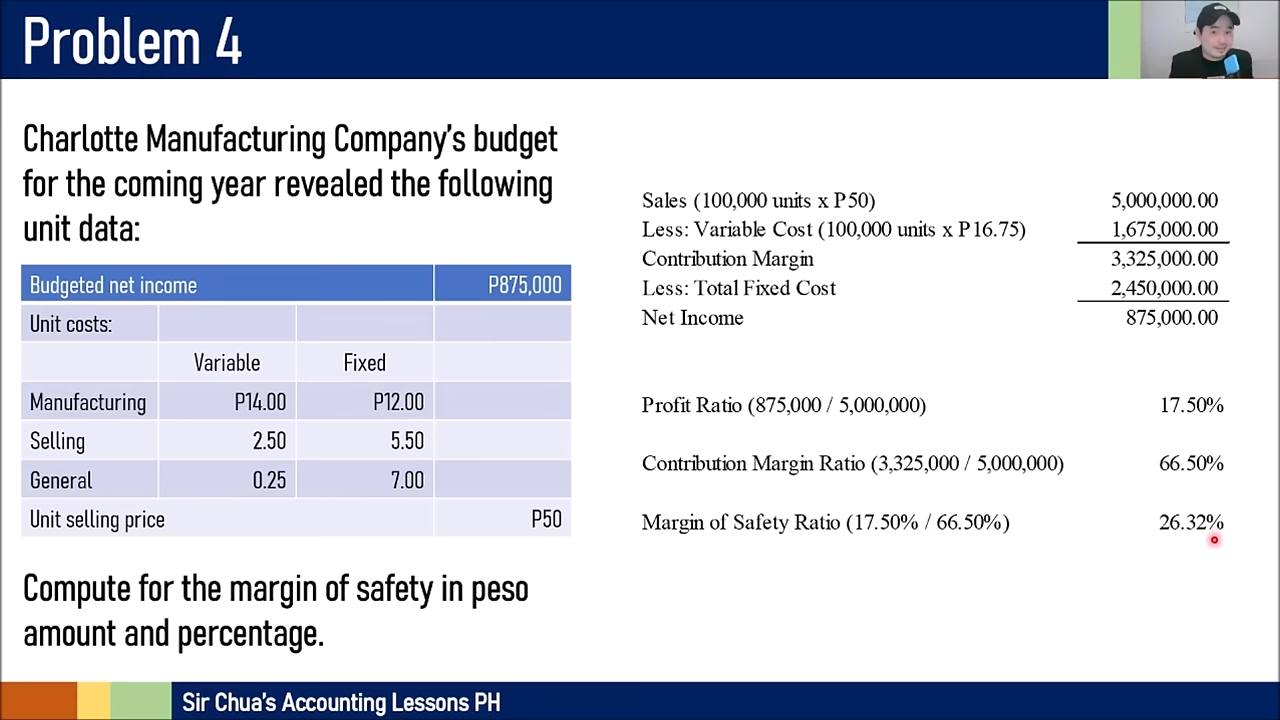 Problem 4
Charlotte Manufacturing Company's budget
for the coming year revealed the following
unit data:
Budgeted net income P875,000
Unit costs:
Variable Fixed
Manufacturing P14.00 P12.00
Selling 2.50 5.50
General 0.25 7.00
Unit selling price P50
Compute for the margin of safety in peso
amount and percentage.
Sales (100,000 units x P50) 5,000,000.00
Less: Variable Cost (100,000 units x P16.75) 1,675,000.00
Contribution Margin 3,325,000.00
Less: Total Fixed Cost 2,450,000.00
Net Income 875,000.00
Profit Ratio (875,000 / 5,000,000) 17.50%
Contribution Margin Ratio (3,325,000 / 5,000,000) 66.50%
Margin of Safety Ratio (17.50% / 66.50%) 26.32%
Sir Chua's Accounting Lessons PH